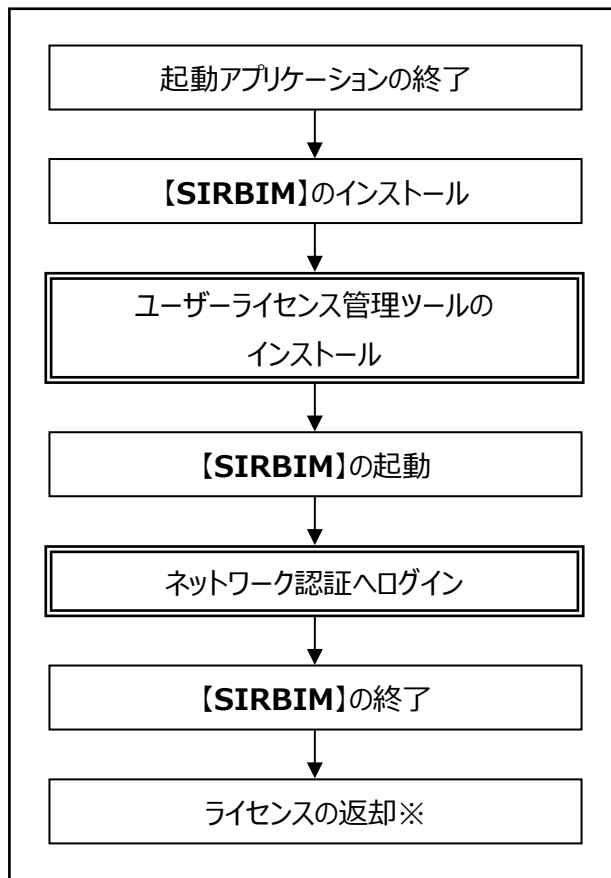 起動アプリケーションの終了
【SIRBIM】のインストール
ユーザーライセンス管理ツールの
インストール
【SIRBIM】の起動
ネットワーク認証へログイン
【SIRBIM】の終了
ライセンスの返却※